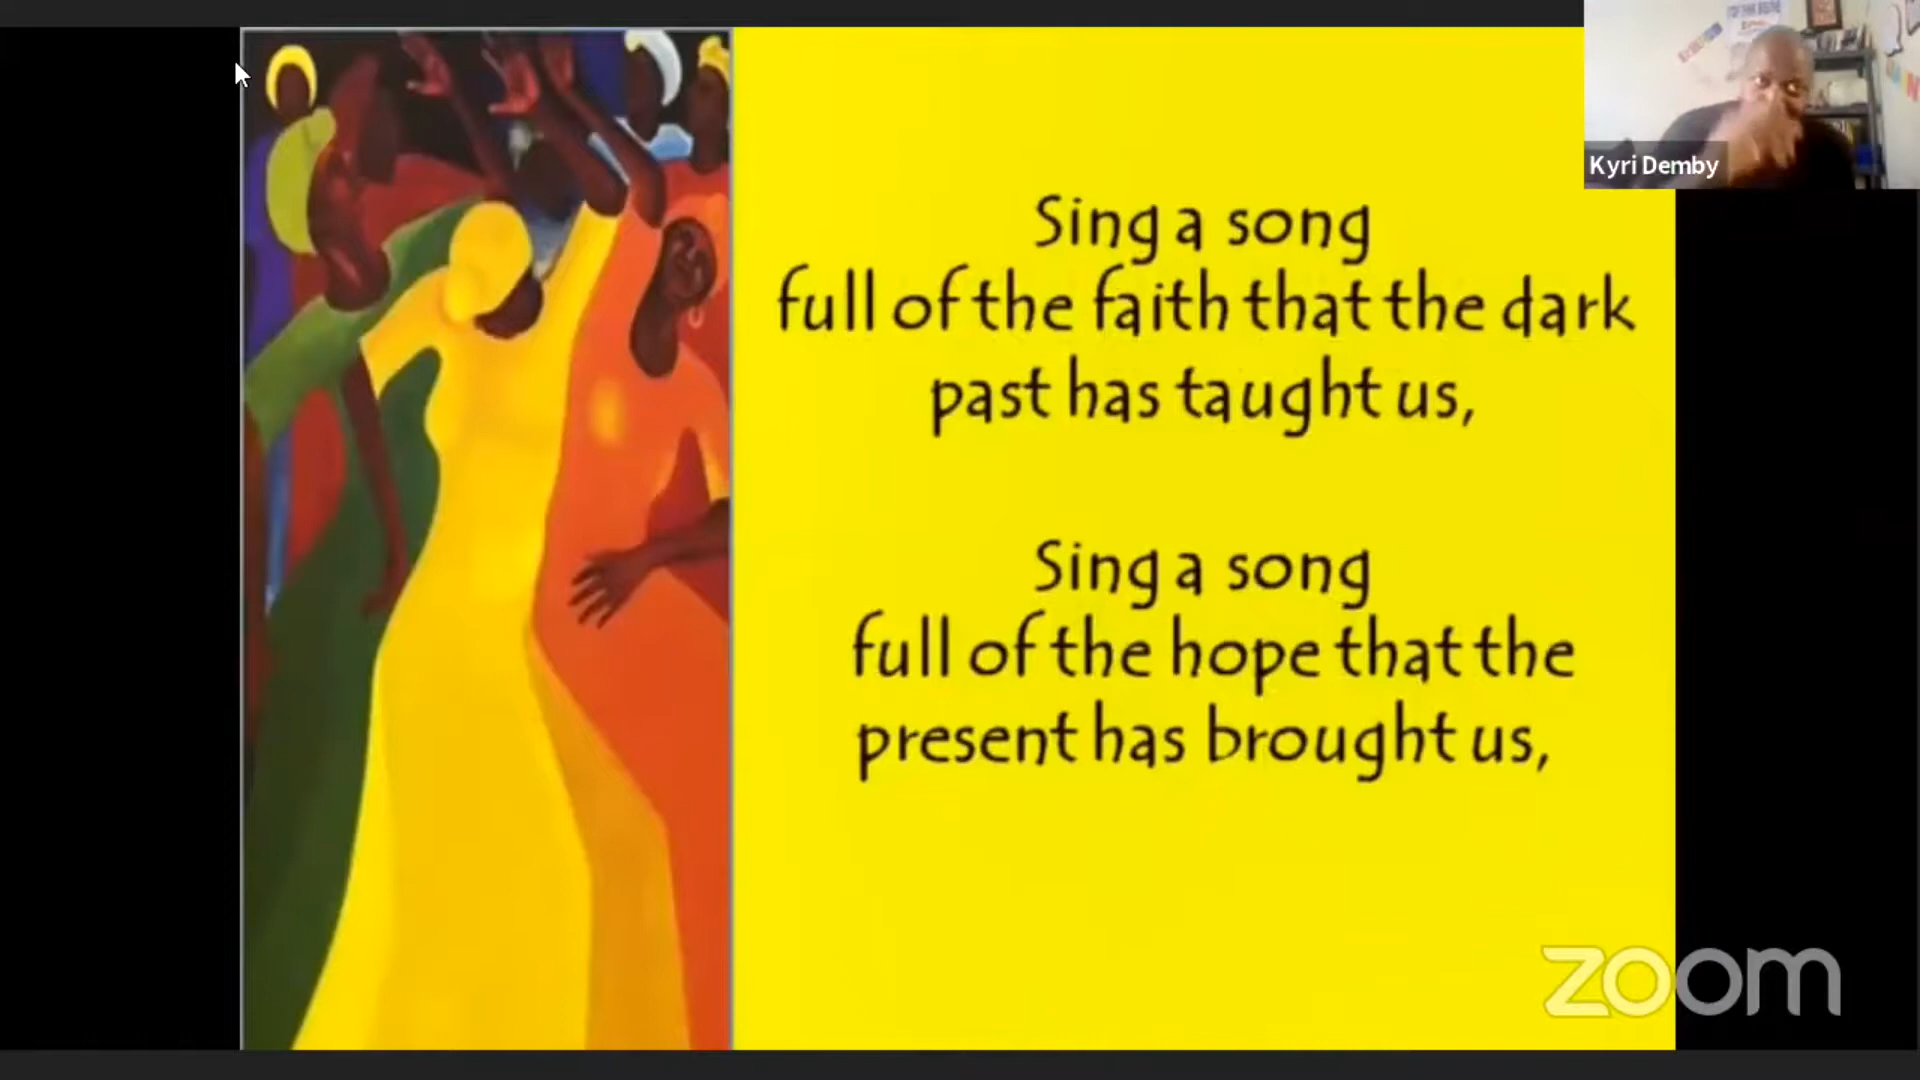 Kyri Demby
Sing a song
full of the faith that the dark
past has taught us,
Sing a song
full of the hope that the
present has brought us,
zoom